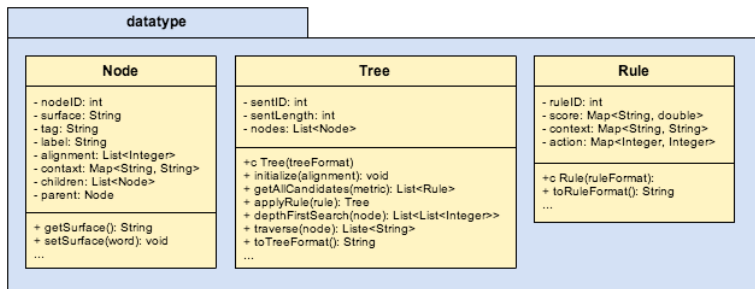 datatype
Node
- nodeID: int
- surface: String
- tag: String
- label: String
- alignment: List<Integer>
- contaxt: Map<String, String>
- children: List<Node>
- parent: Node
+ getSurface(): String
+ setSurface(word): void
...
Tree
- sentID: int
- sentLength: int
- nodes: List<Node>
+c Tree(treeFormat)
+ initialize(alignment): void
+ getAllCandidates(metric): List<Rule>
+ applyRule(rule): Tree
+ depthFirstSearch(node): List<List<Integer>>
+ traverse(node): Liste<String>
+ toTreeFormat(): String
...
Rule
- ruleID: int
- score: Map<String, double>
- context: Map<String, String>
- action: Map<Integer, Integer>
+c Rule(ruleFormat):
+ toRuleFormat(): String
...